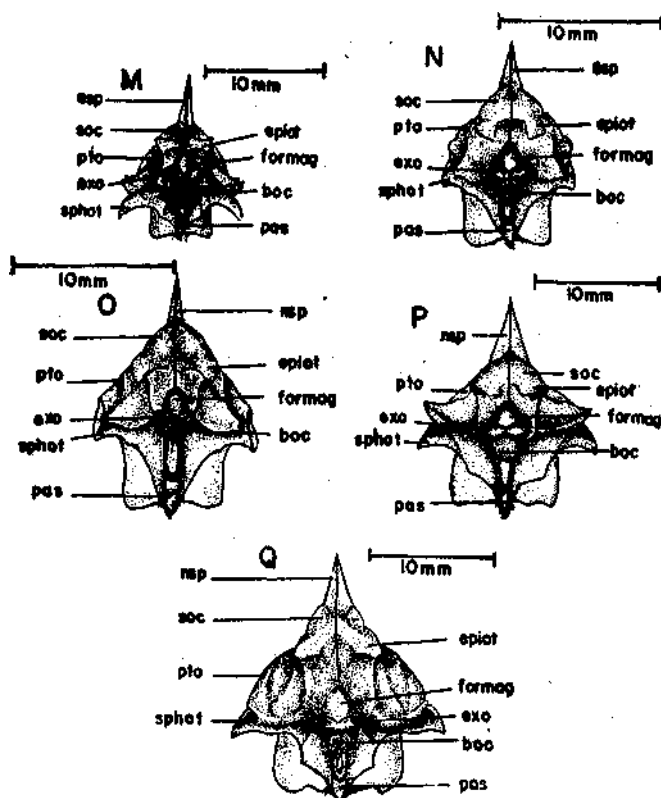 10mm
M
nsp
soc
epiot
pto
formag
exo
boc
sphot
pas
10mm
N
nsp
soc
pto
epiot
exo
formag
sphot
boc
pas
10mm
O
nsp
soc
epiot
pto
formag
exo
sphot
boc
pas
10mm
P
nsp
soc
pto
epiot
exo
formag
sphot
boc
pas
10mm
Q
nsp
soc
epiot
pto
formag
sphot
exo
boc
pas